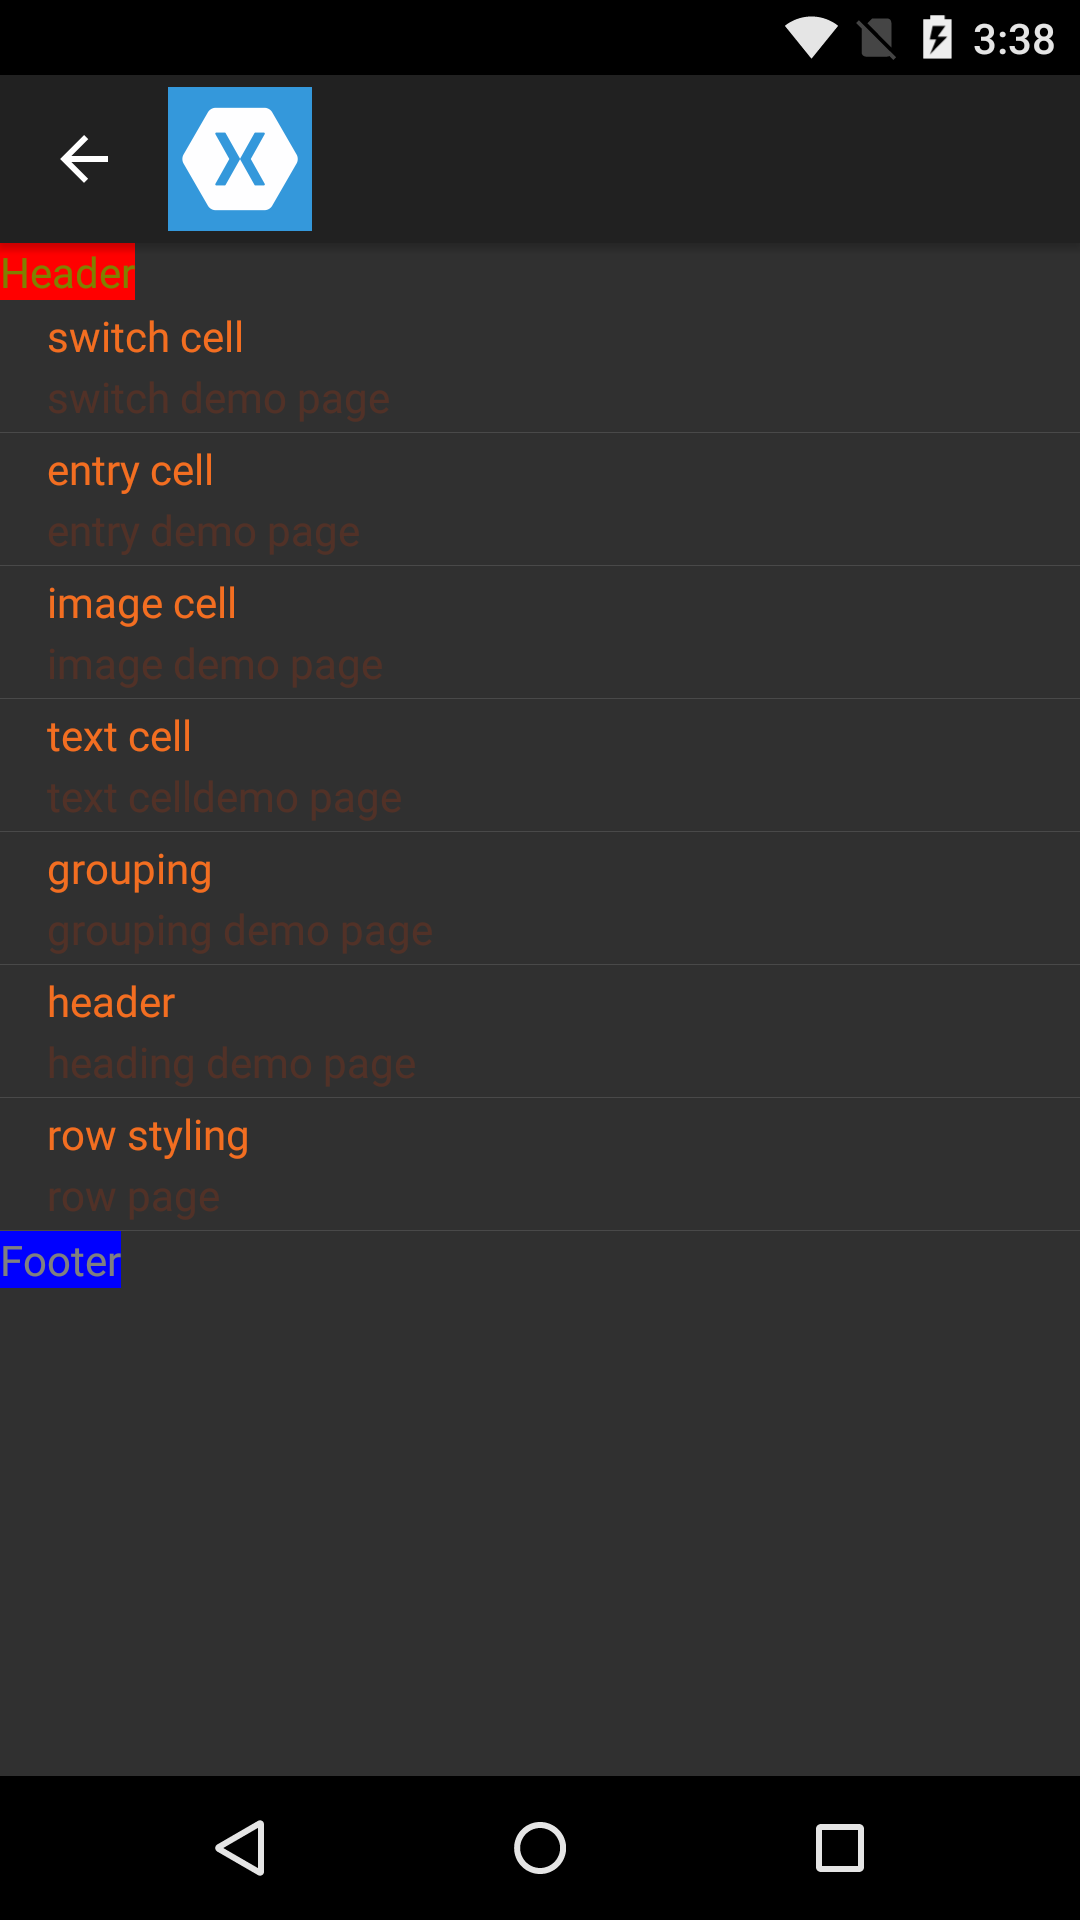 3:38
X
Header
switch cell
switch demo page
entry cell
entry demo page
image cell
image demo page
text cell
text celldemo page
grouping
grouping demo page
header
heading demo page
row styling
row page
Footer